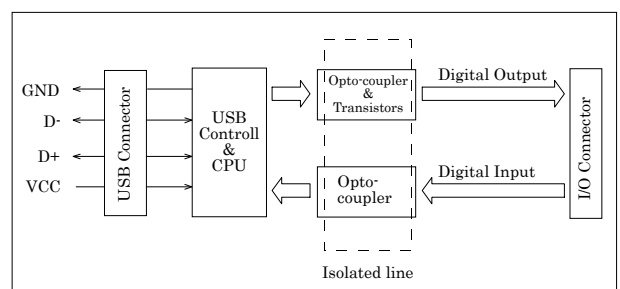 GND
D-
D+
VCC
USB Connector
USB
Controll
&
CPU
Opto-coupler
&
Transistors
Digital Output
Opto-
coupler
Digital Input
I/O Connector
Isolated line